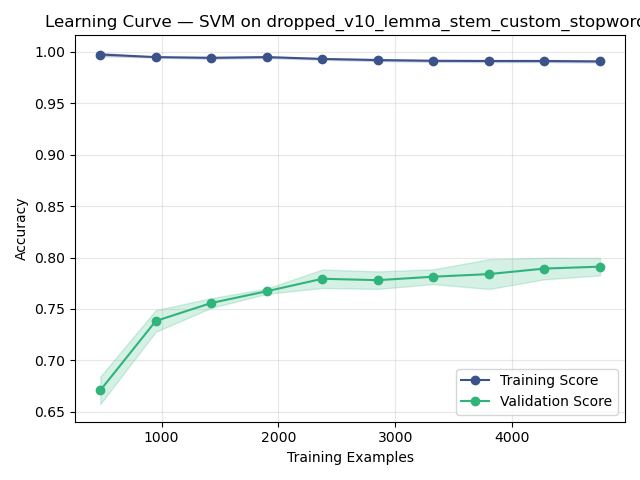 Learning Curve — SVM on dropped_v10_lemma_stem_custom_stopword
1.00
0.95
0.90
0.85
0.80
0.75
0.70
0.65
Accuracy
1000 2000 3000 4000
Training Examples
Training Score
Validation Score